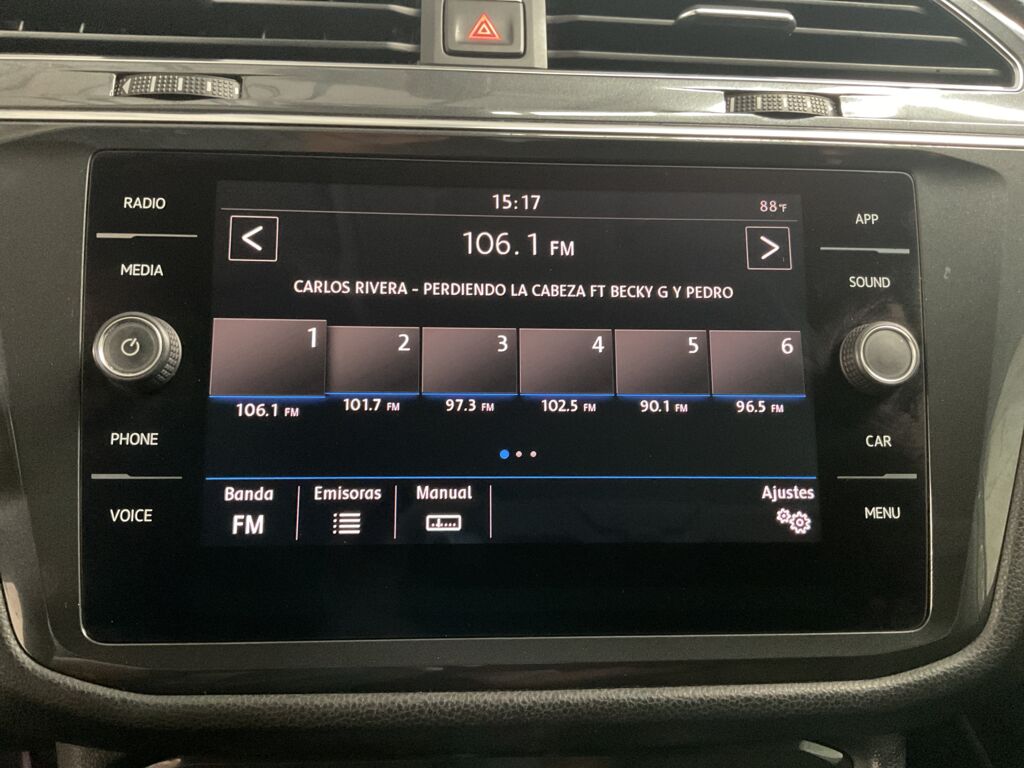 RADIO
MEDIA
PHONE
VOICE
15:17
88°F
106.1 FM
CARLOS RIVERA - PERDIENDO LA CABEZA FT BECKY G Y PEDRO
1 2 3 4 5 6
106.1 FM 101.7 FM 97.3 FM 102.5 FM 90.1 FM 96.5 FM
Banda Emisoras Manual Ajustes
FM
APP
SOUND
CAR
MENU